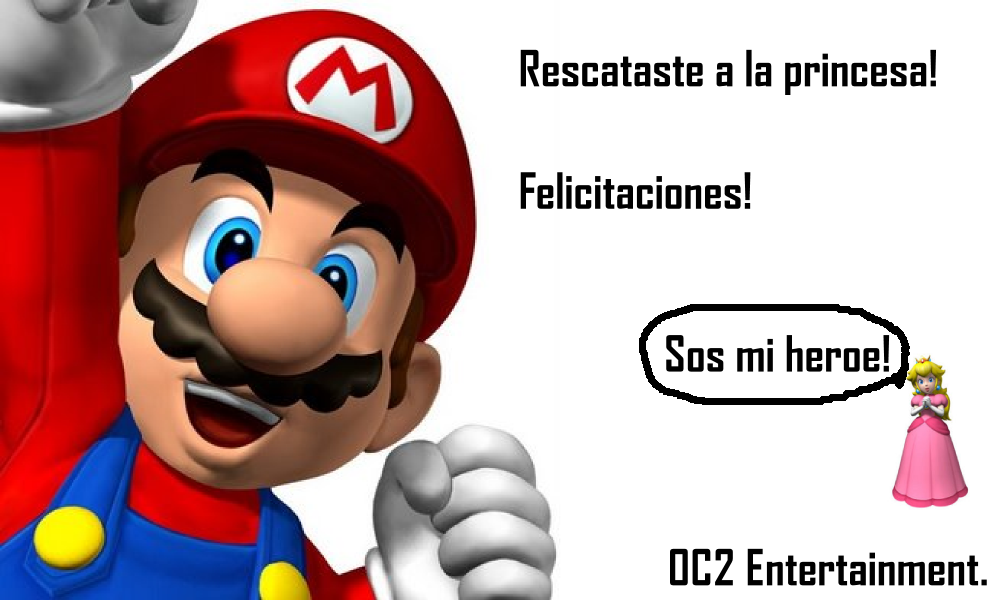 M
Rescataste a la princesa!
Felicitaciones!
Sos mi heroe!
OC2 Entertainment.